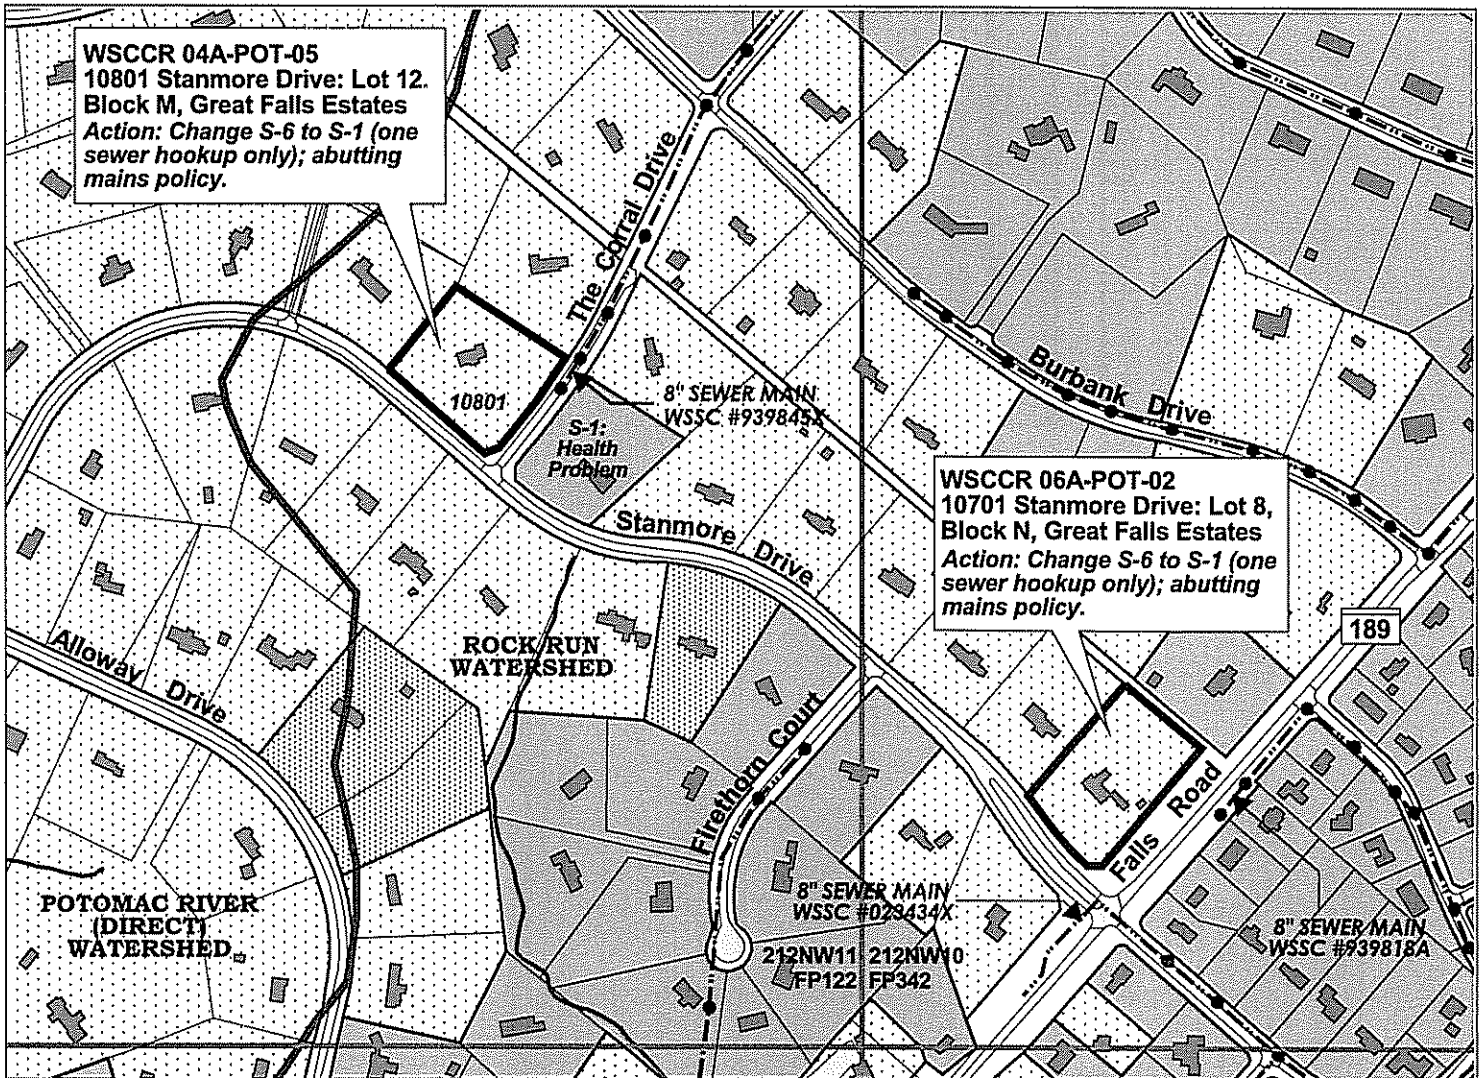 WSCCR 04A-POT-05
10801 Stanmore Drive: Lot 12.
Block M, Great Falls Estates
Action: Change S-6 to S-1 (one
sewer hookup only); abutting
mains policy.
The Corral Drive
10801
8" SEWER MAIN
WSSC #939845X
S-1:
Health
Problem
Burbank Drive
WSCCR 06A-POT-02
10701 Stanmore Drive: Lot 8,
Block N, Great Falls Estates
Action: Change S-6 to S-1 (one
sewer hookup only); abutting
mains policy.
Stanmore Drive
189
ROCK RUN
WATERSHED
Alloway Drive
Firethorn Court
Falls Road
POTOMAC RIVER
(DIRECT)
WATERSHED
8" SEWER MAIN
WSSC #023434X
8" SEWER MAIN
WSSC #939818A
212NW11 212NW10
FP122 FP342